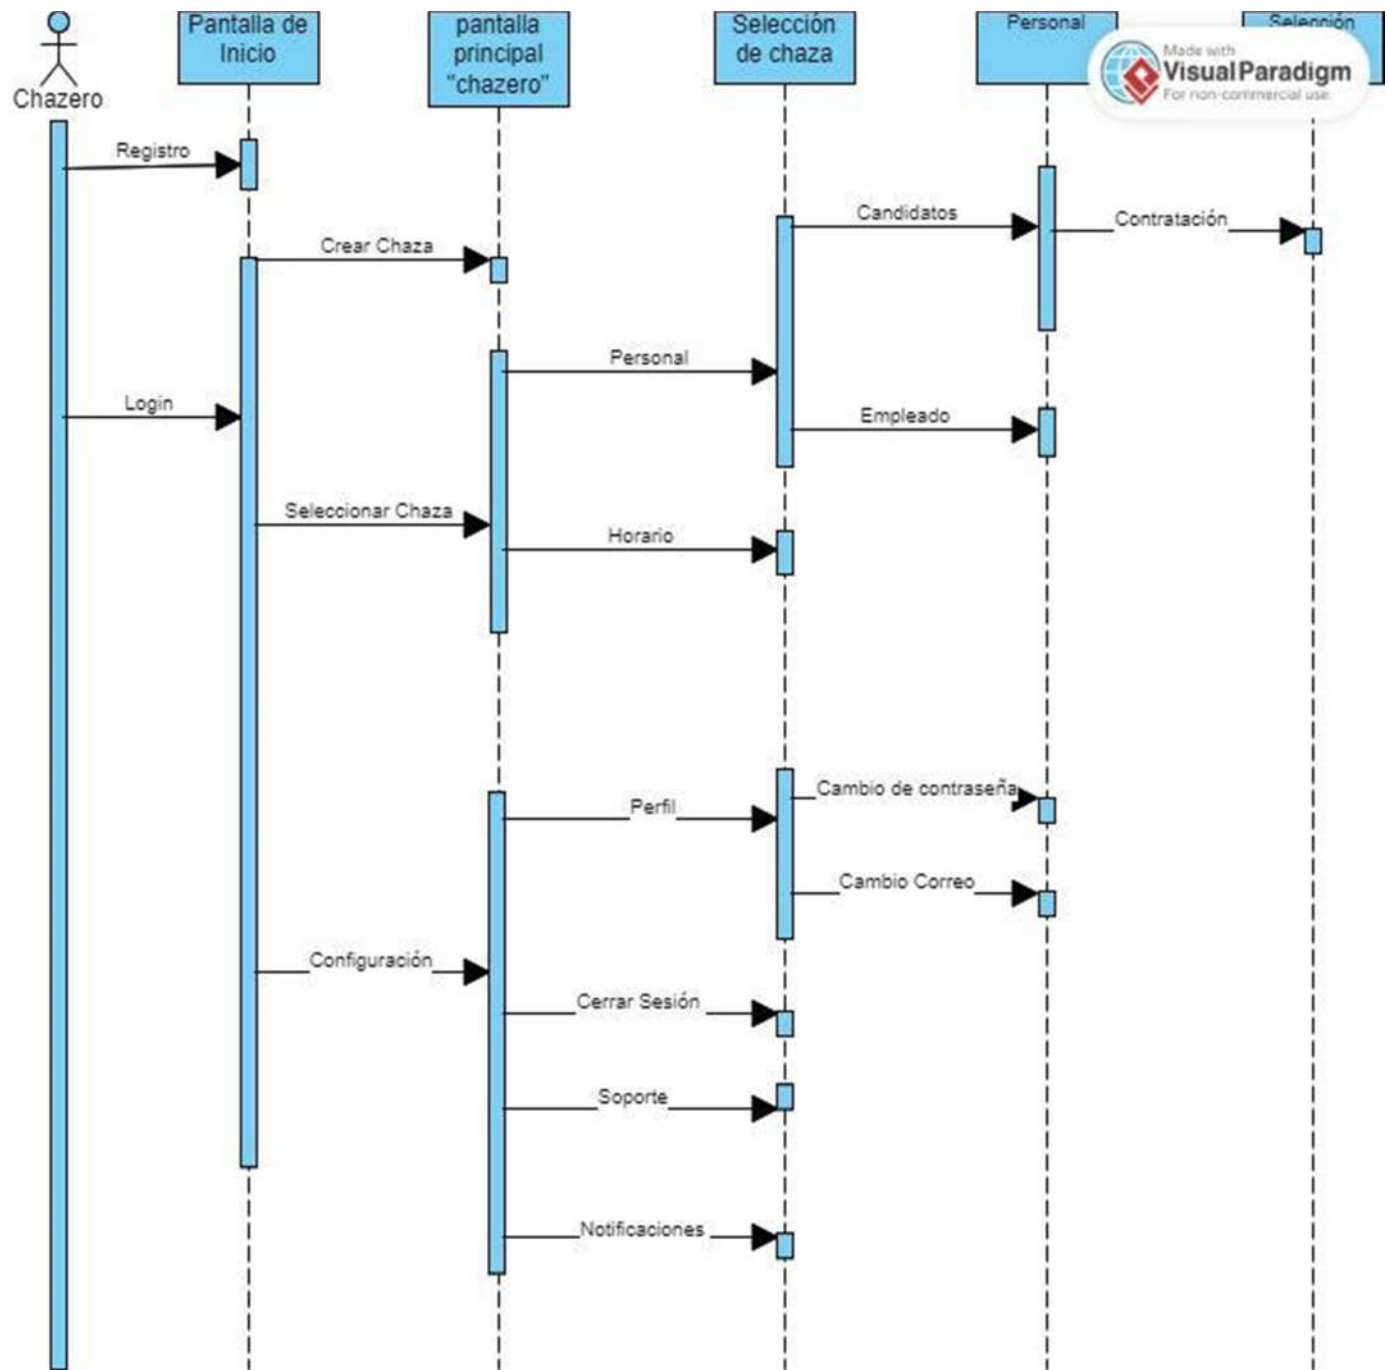 Pantalla de
Inicio
pantalla
principal
"chazero"
Selección
de chaza
Personal
Selección
Made with
Visual Paradigm
For non-commercial use
Chazero
Registro
Candidatos
Contratación
Crear Chaza
Personal
Login
Empleado
Seleccionar Chaza
Horario
Cambio de contraseña
Perfil
Cambio Correo
Configuración
Cerrar Sesión
Soporte
Notificaciones